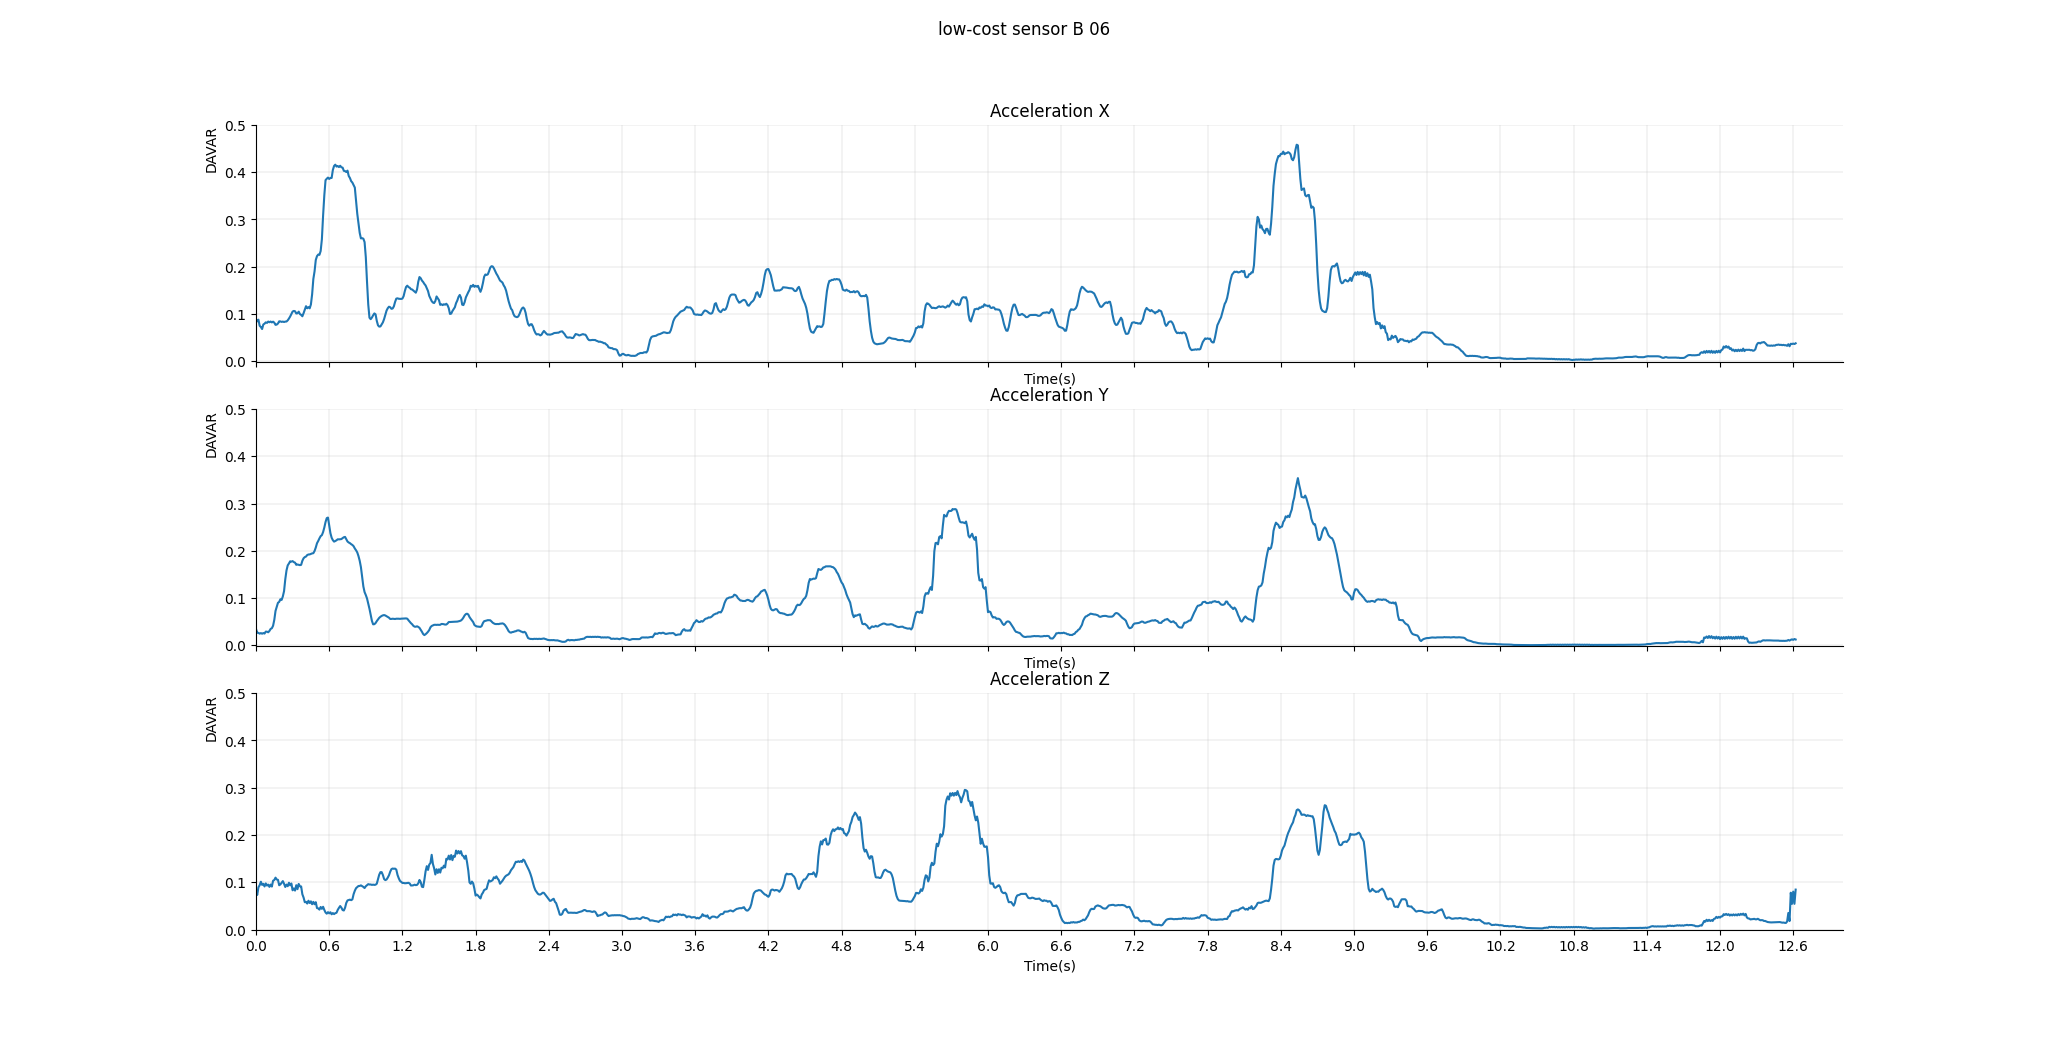 low-cost sensor B 06
Acceleration X
DAVAR
0.5
0.4
0.3
0.2
0.1
0.0
Time(s)
Acceleration Y
DAVAR
0.5
0.4
0.3
0.2
0.1
0.0
Time(s)
Acceleration Z
DAVAR
0.5
0.4
0.3
0.2
0.1
0.0
0.0 0.6 1.2 1.8 2.4 3.0 3.6 4.2 4.8 5.4 6.0 6.6 7.2 7.8 8.4 9.0 9.6 10.2 10.8 11.4 12.0 12.6
Time(s)